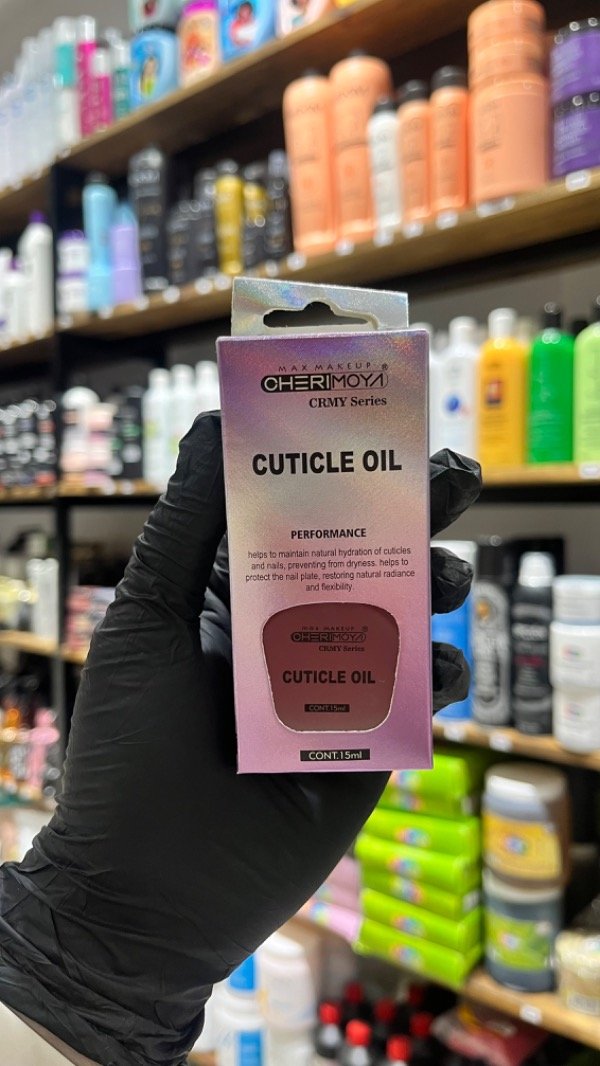 MAX MAKEUP
CHERIMOYA®
CRMY Series
CUTICLE OIL
PERFORMANCE
helps to maintain natural hydration of cuticles
and nails, preventing from dryness. helps to
protect the nail plate, restoring natural radiance
and flexibility.
MAX MAKEUP
CHERIMOYA®
CRMY Series
CUTICLE OIL
CONT.15ml
CONT.15ml